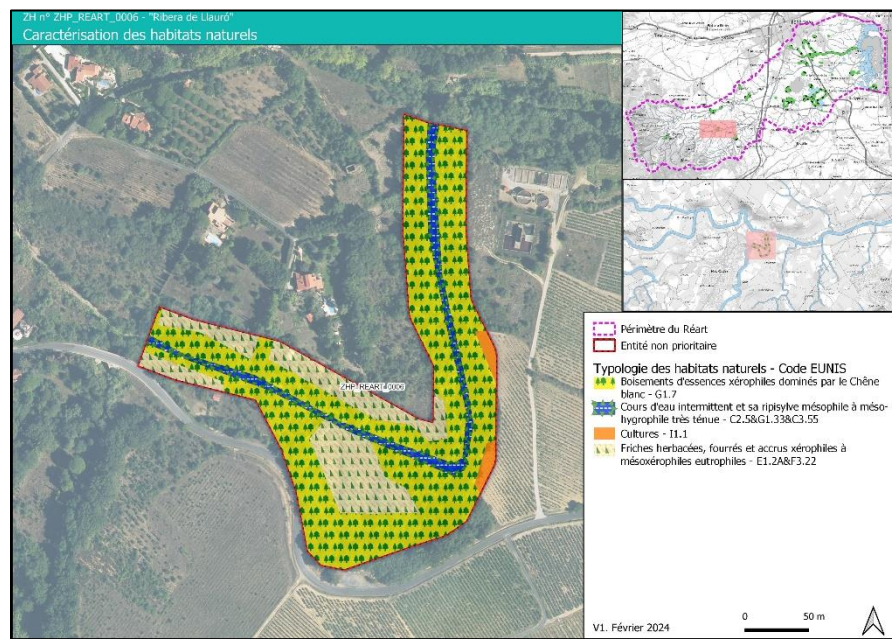 ZH n° ZHP_REART_0006 - "Ribera de Llauró"
Caractérisation des habitats naturels
ZHP_REART_0006
Périmètre du Réart
Entité non prioritaire
Typologie des habitats naturels - Code EUNIS
Boisements d'essences xérophiles dominés par le Chêne
blanc - G1.7
Cours d'eau intermittent et sa ripisylve mésophile à méso-
hygrophile très ténue - C2.5&G1.33&C3.55
Cultures - I1.1
Friches herbacées, fourrés et accrus xérophiles à
mésoxérophiles eutrophiles - E1.2A&F3.22
V1. Février 2024
0 50 m